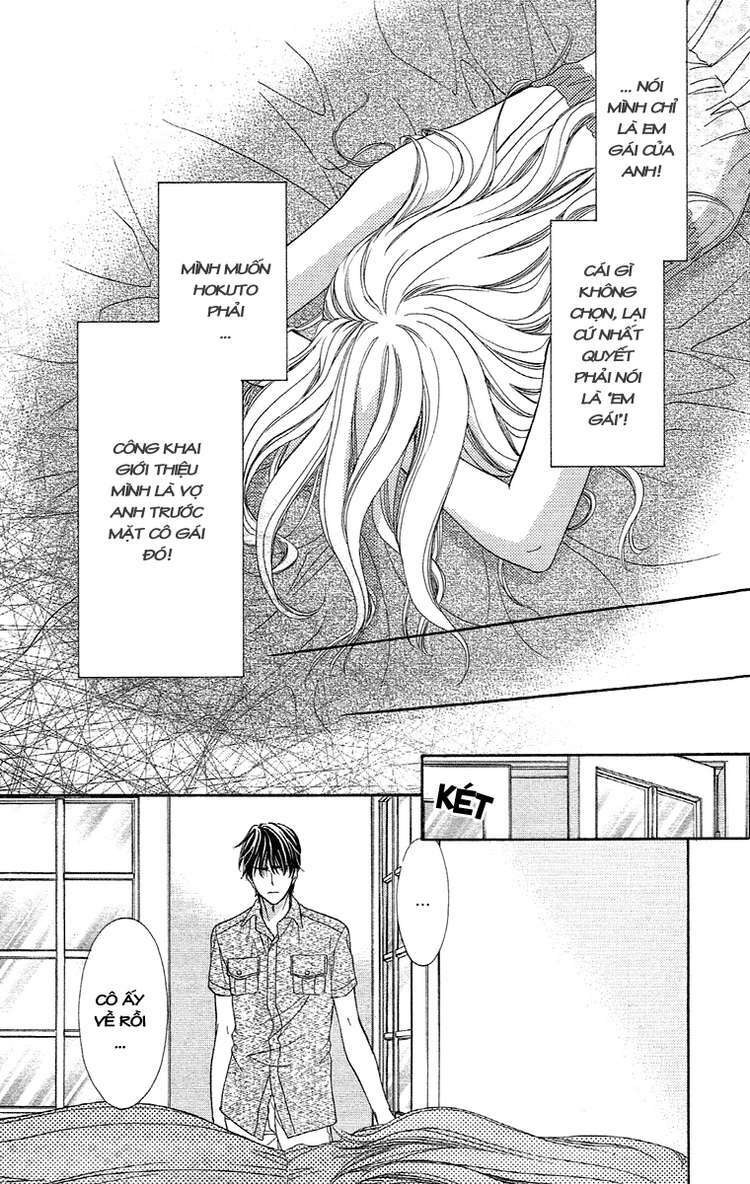 ... NÓI
MÌNH CHỈ
LÀ EM
GÁI CỦA
ANH!
CÁI GÌ
KHÔNG
CHỌN, LẠI
CỨ NHẤT
QUYẾT
PHẢI NÓI
LÀ "EM
GÁI"!
MÌNH MUỐN
HOKUTO
PHẢI
...
CÔNG KHAI
GIỚI THIỆU
MÌNH LÀ VỢ
ANH TRƯỚC
MẶT CÔ GÁI
ĐÓ!
KÉT
...
CÔ ẤY
VỀ RỒI
...